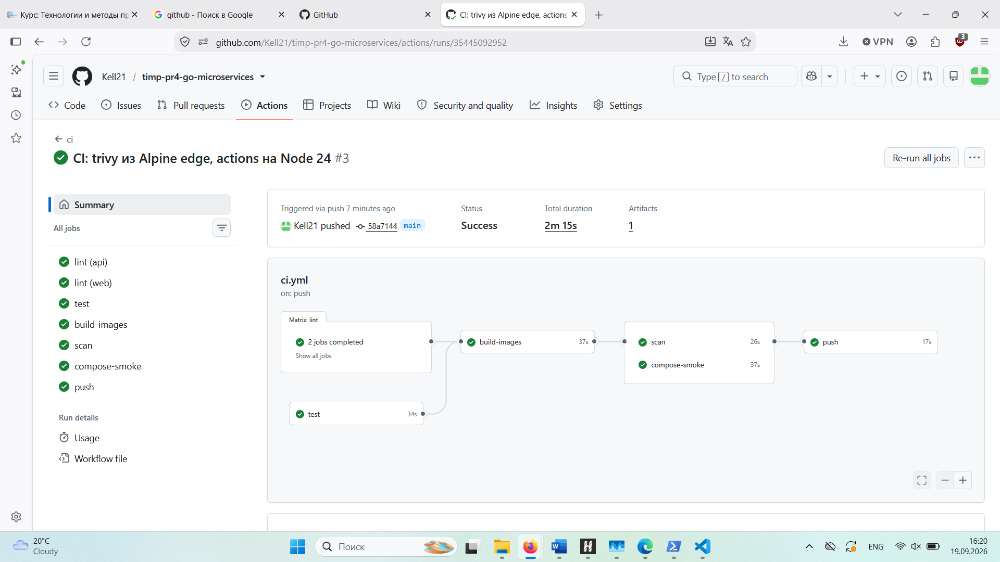 Курс: Технологии и методы пр
github - Поиск в Google
GitHub
CI: trivy из Alpine edge, actions
github.com/Kell21/timp-pr4-go-microservices/actions/runs/35445092952
VPN
3
Kell21 / timp-pr4-go-microservices
Type / to search
Code
Issues
Pull requests
Actions
Projects
Wiki
Security and quality
Insights
Settings
ci
CI: trivy из Alpine edge, actions на Node 24 #3
Re-run all jobs
Summary
All jobs
lint (api)
lint (web)
test
build-images
scan
compose-smoke
push
Run details
Usage
Workflow file
Triggered via push 7 minutes ago
Kell21 pushed 58a7144 main
Status
Success
Total duration
2m 15s
Artifacts
1
ci.yml
on: push
Matrix: lint
2 jobs completed
Show all jobs
test 34s
build-images 37s
scan 26s
compose-smoke 37s
push 17s
20°C
Cloudy
Поиск
ENG
16:20
19.09.2026